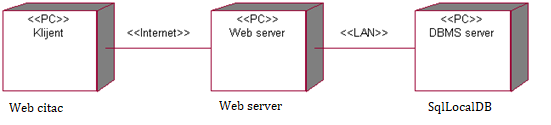 <<PC>>
Klijent
<<Internet>>
<<PC>>
Web server
<<LAN>>
<<PC>>
DBMS server
Web citac
Web server
SqlLocalDB